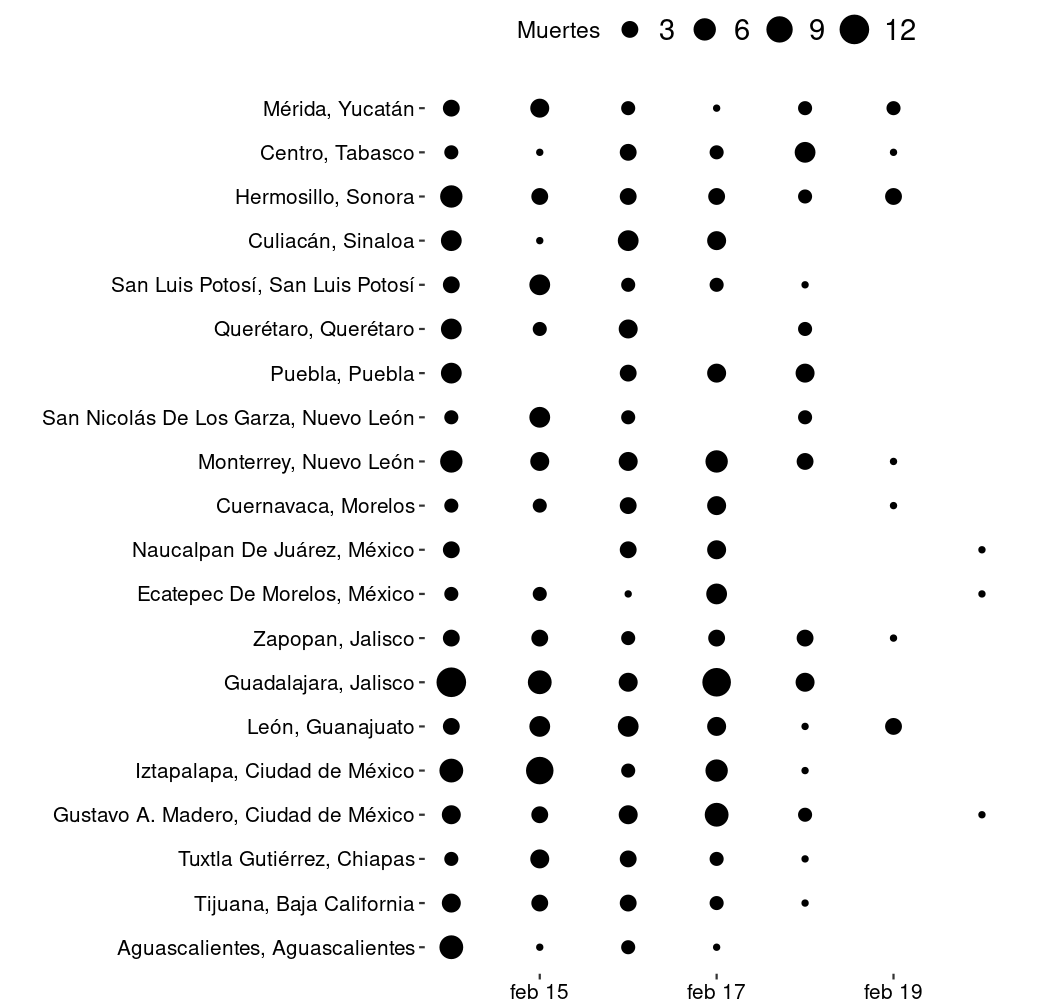 Muertes 3 6 9 12
Mérida, Yucatán
Centro, Tabasco
Hermosillo, Sonora
Culiacán, Sinaloa
San Luis Potosí, San Luis Potosí
Querétaro, Querétaro
Puebla, Puebla
San Nicolás De Los Garza, Nuevo León
Monterrey, Nuevo León
Cuernavaca, Morelos
Naucalpan De Juárez, México
Ecatepec De Morelos, México
Zapopan, Jalisco
Guadalajara, Jalisco
León, Guanajuato
Iztapalapa, Ciudad de México
Gustavo A. Madero, Ciudad de México
Tuxtla Gutiérrez, Chiapas
Tijuana, Baja California
Aguascalientes, Aguascalientes
feb 15 feb 17 feb 19